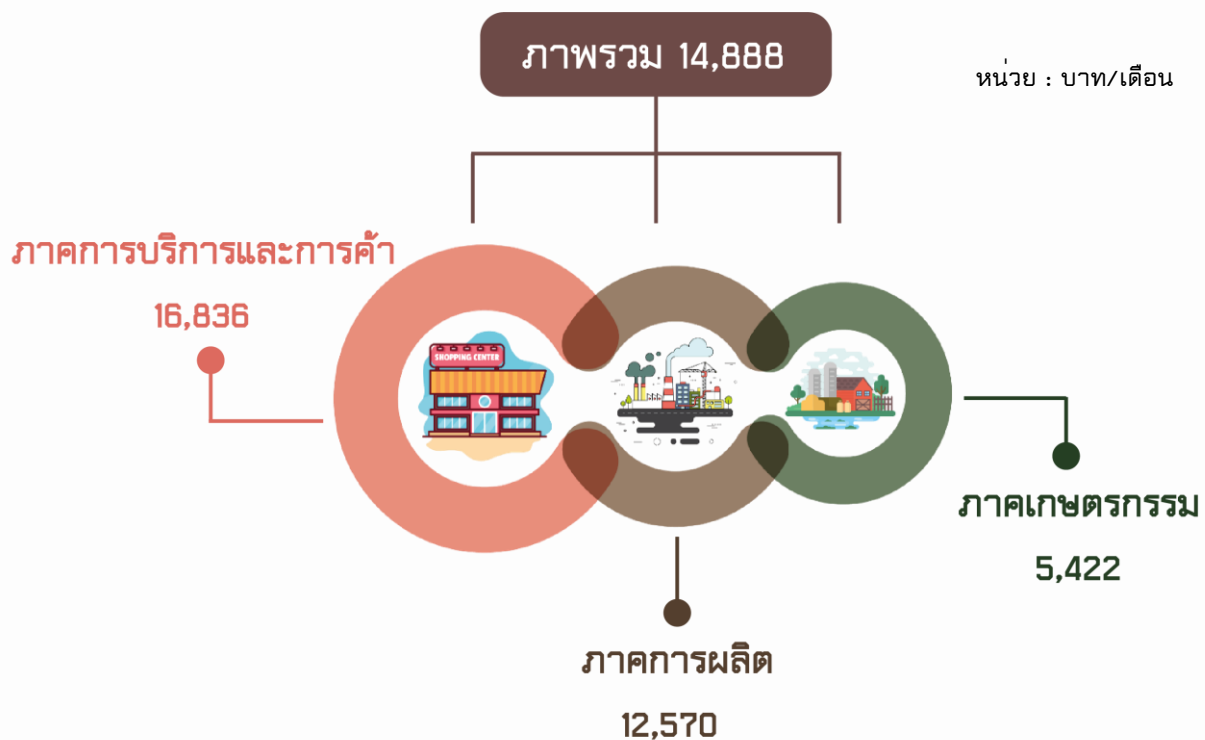 ภาพรวม 14,888
หน่วย : บาท/เดือน
ภาคการบริการและการค้า
16,836
SHOPPING CENTER
ภาคเกษตรกรรม
5,422
ภาคการผลิต
12,570